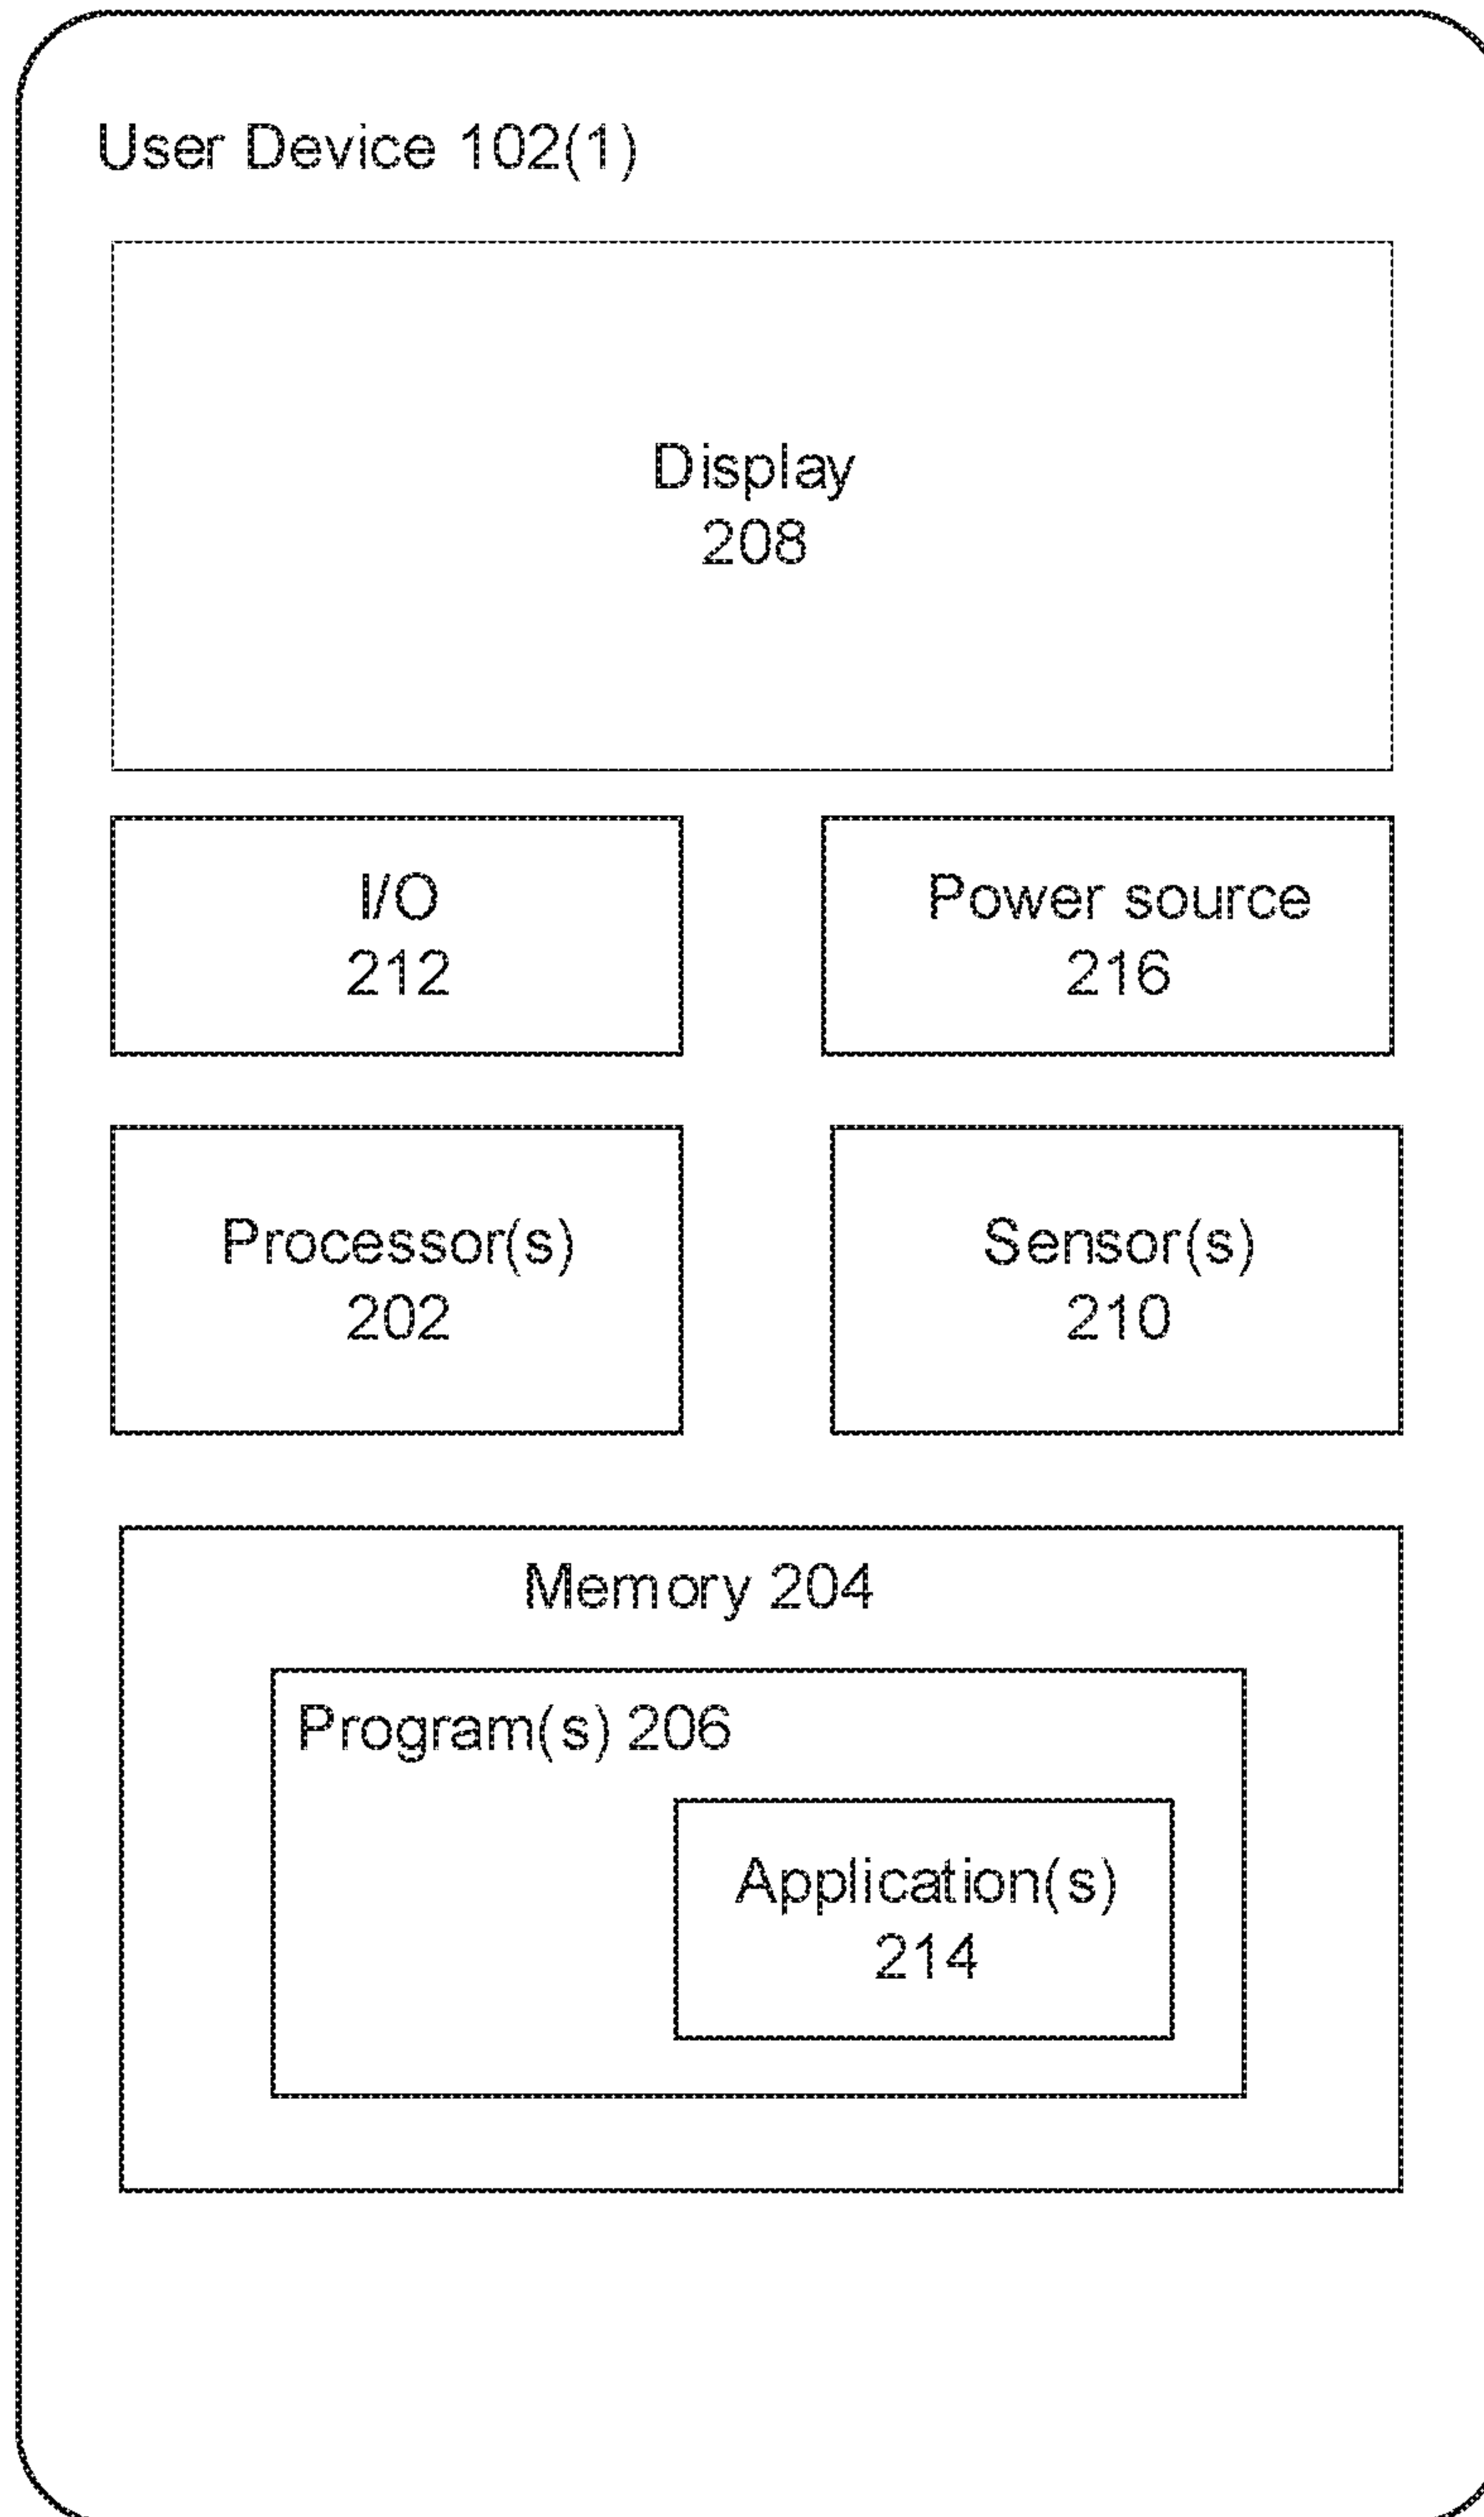 User Device 102(1)
Display
208
I/O
212
Power source
216
Processor(s)
202
Sensor(s)
210
Memory 204
Program(s) 206
Application(s)
214